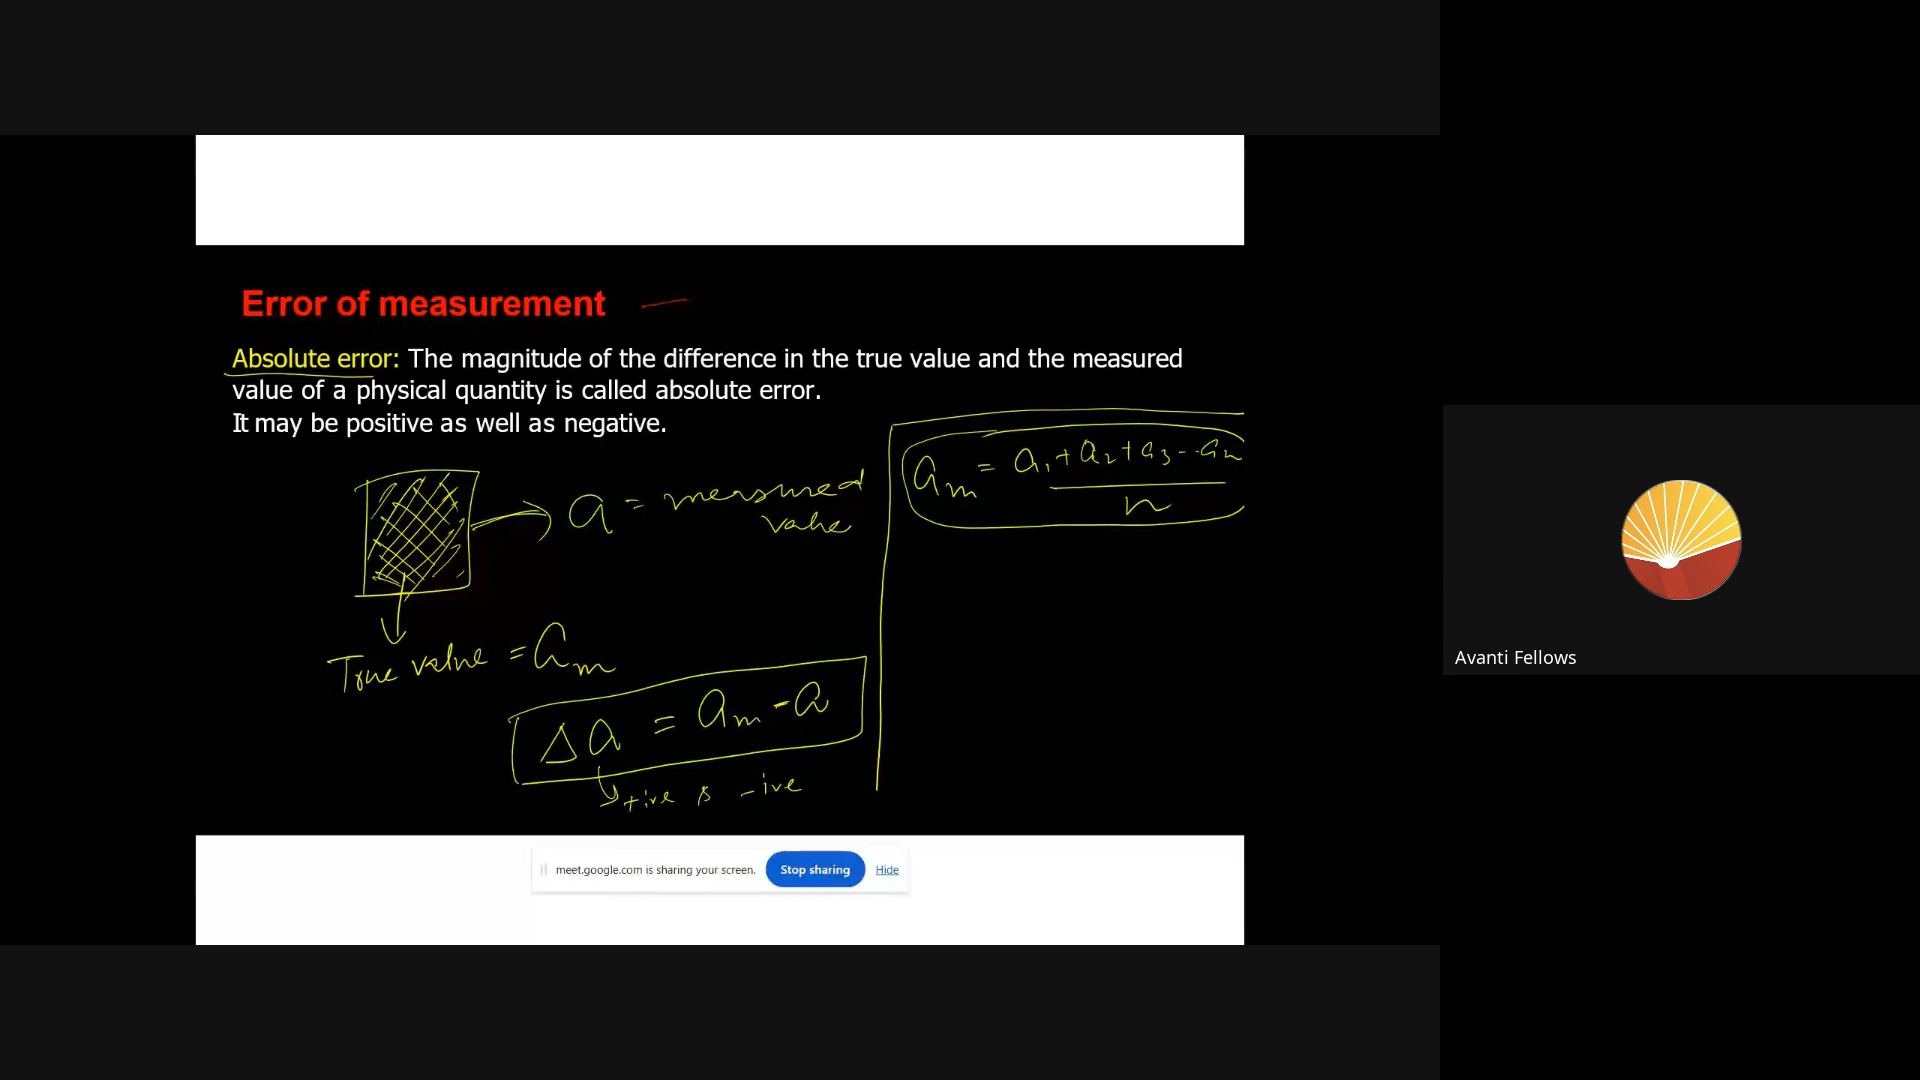 Error of measurement
Absolute error: The magnitude of the difference in the true value and the measured
value of a physical quantity is called absolute error.
It may be positive as well as negative.
a = measured
value
True value = am
Δa = am - a
+ive & -ive
am = a1+a2+a3--an
n
meet.google.com is sharing your screen. Stop sharing Hide
Avanti Fellows